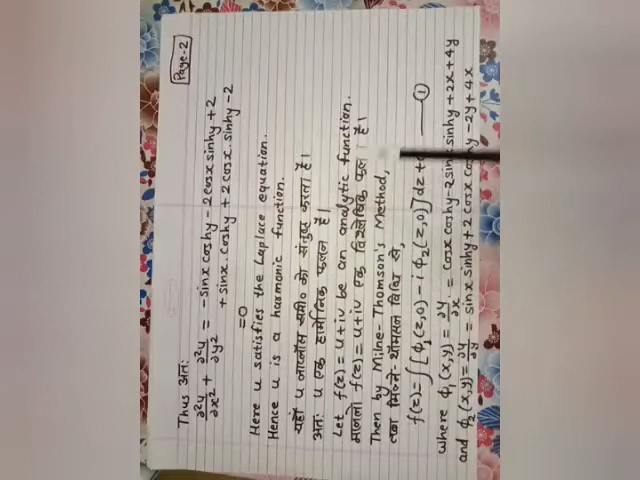 Page-2
Thus अतः
∂²u/∂x² + ∂²u/∂y² = -sinx coshy - 2cosx sinhy + 2
+ sinx. coshy + 2cosx. sinhy - 2
= 0
Here u satisfies the Laplace equation.
Hence u is a harmonic function.
यहाँ u लाप्लास समी० को संतुष्ट करता है।
अतः u एक हार्मोनिक फलन है।
Let f(z) = u+iv be an analytic function.
मानलो f(z) = u+iv एक विश्लेषिक है।
Then by Milne-Thomson's Method,
तब मिल्ने-थॉमसन विधि से,
f(z) = ∫[ϕ₁(z,0) - i ϕ₂(z,0)]dz + ——①
where ϕ₁(x,y) = ∂u/∂x = cosx coshy - 2sinx sinhy + 2x + 4y
and ϕ₂(x,y) = ∂u/∂y = sinx sinhy + 2cosx coshy - 2y + 4x